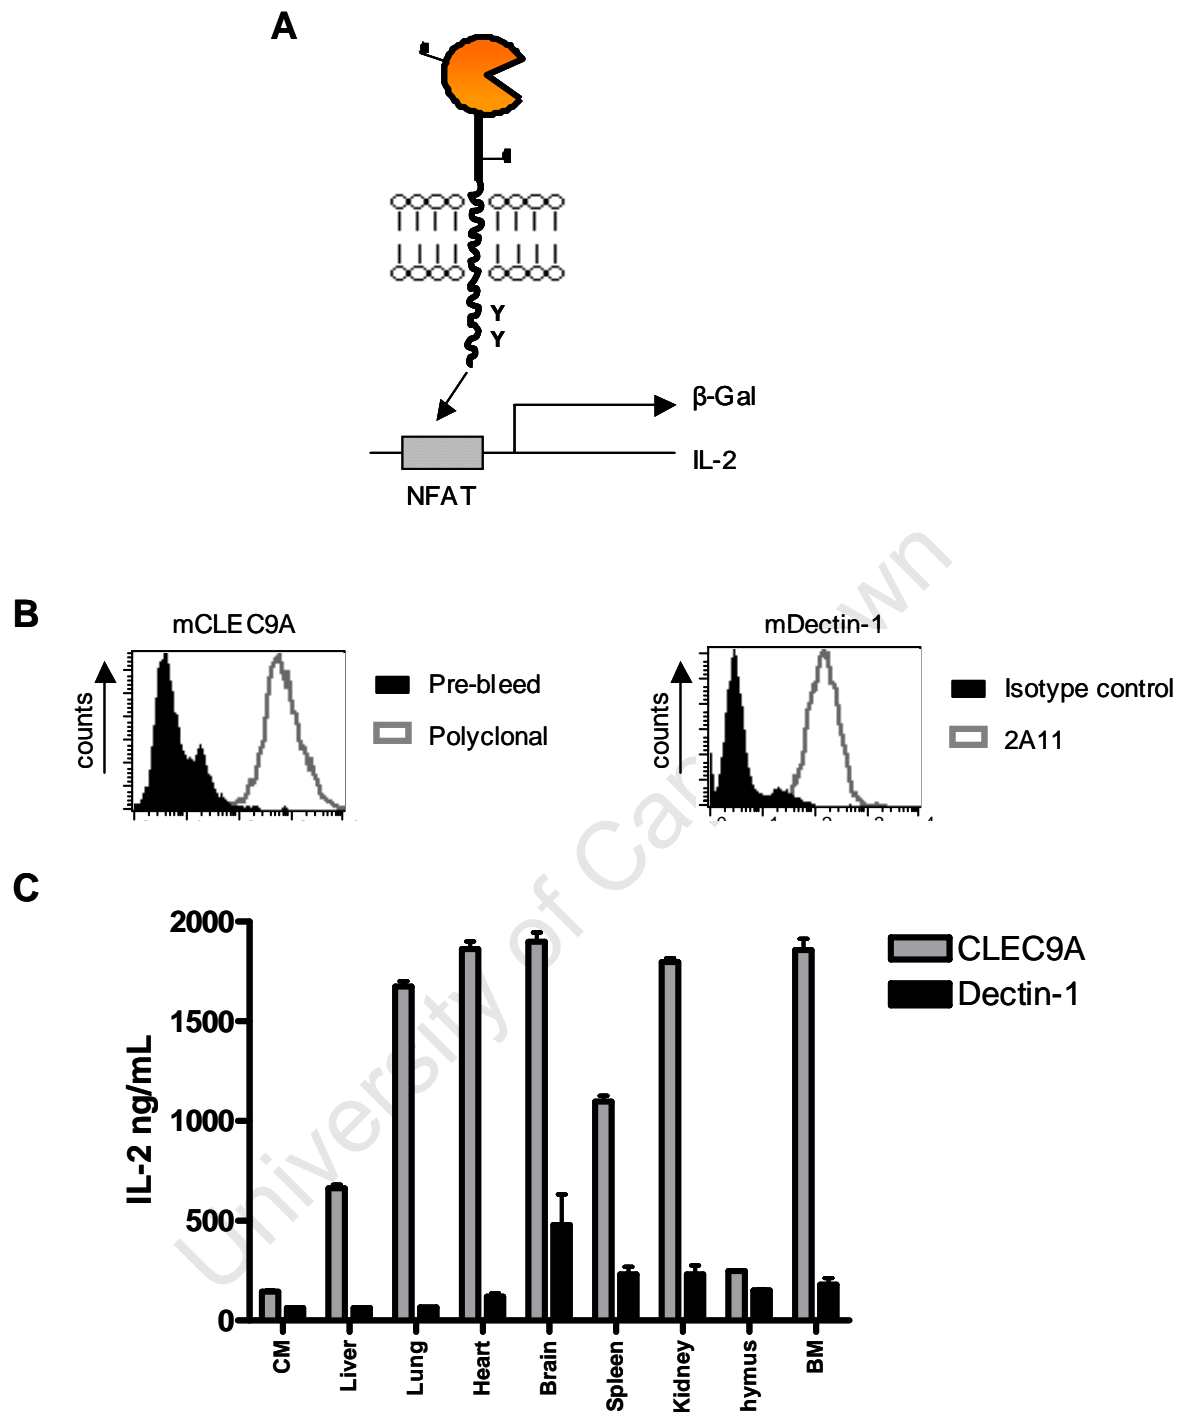 A
Y
Y
β-Gal
IL-2
NFAT
B
mCLEC9A
counts
Pre-bleed
Polyclonal
mDectin-1
counts
Isotype control
2A11
C
IL-2 ng/mL
2000
1500
1000
500
0
CLEC9A
Dectin-1
CM
Liver
Lung
Heart
Brain
Spleen
Kidney
hymus
BM
University of Cap wn